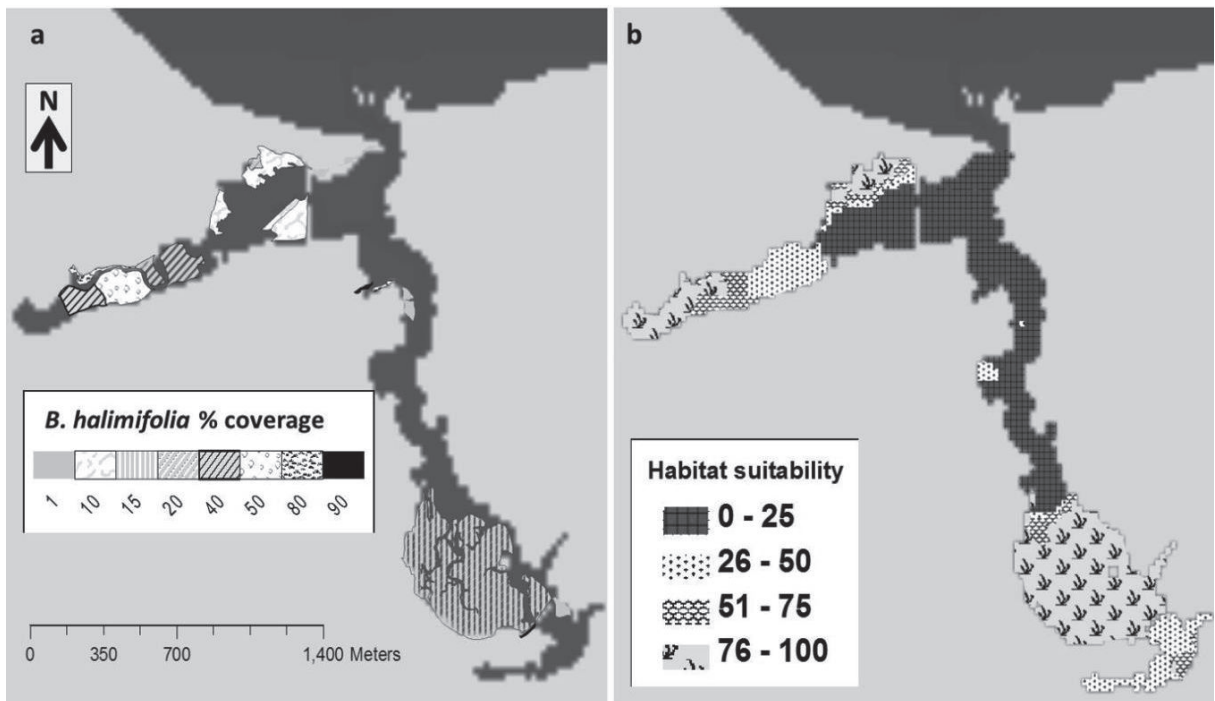 a
N
B. halimifolia % coverage
1 10 15 20 40 50 80 90
0 350 700 1,400 Meters
b
Habitat suitability
0 - 25
26 - 50
51 - 75
76 - 100